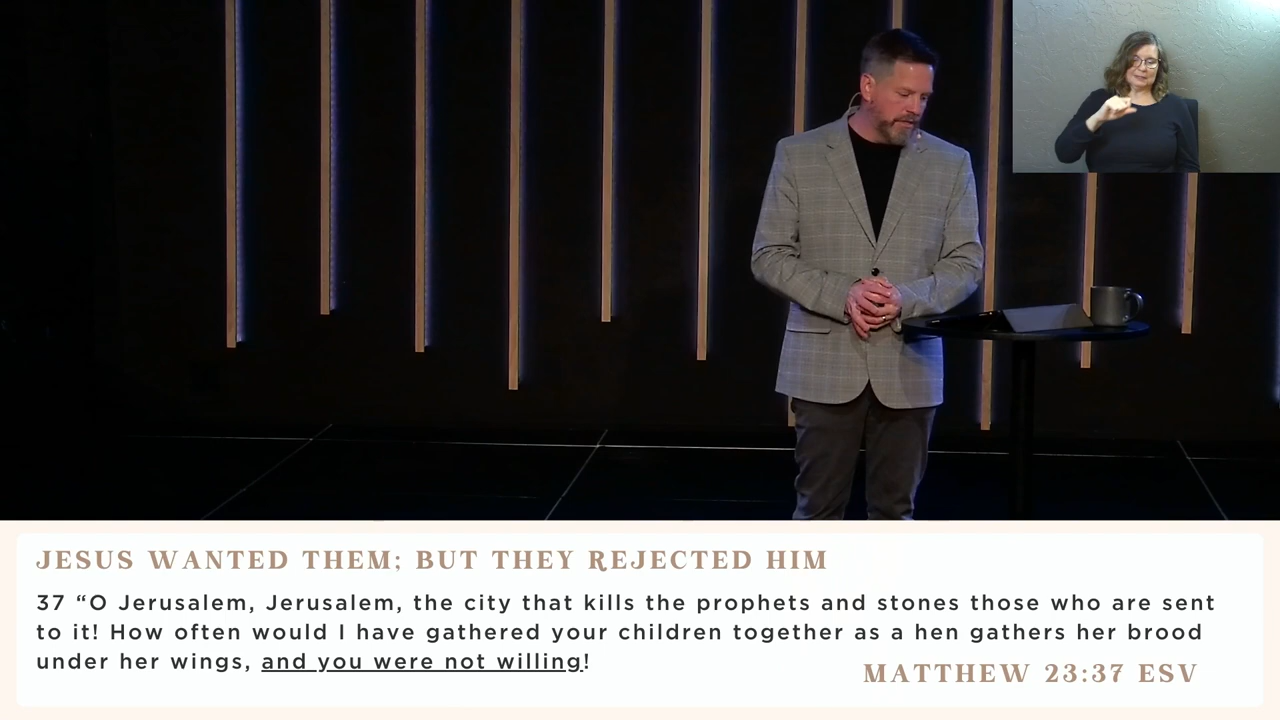 JESUS WANTED THEM; BUT THEY REJECTED HIM
37 “O Jerusalem, Jerusalem, the city that kills the prophets and stones those who are sent
to it! How often would I have gathered your children together as a hen gathers her brood
under her wings, and you were not willing!
MATTHEW 23:37 ESV